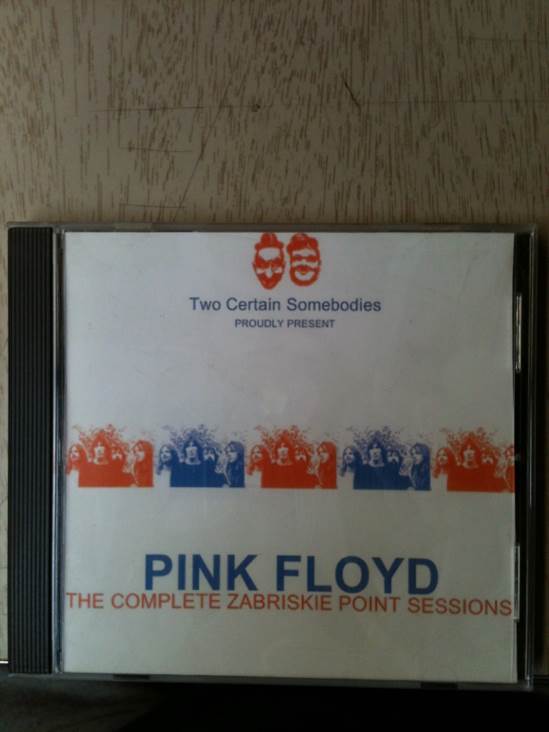 Two Certain Somebodies
PROUDLY PRESENT
PINK FLOYD
THE COMPLETE ZABRISKIE POINT SESSIONS